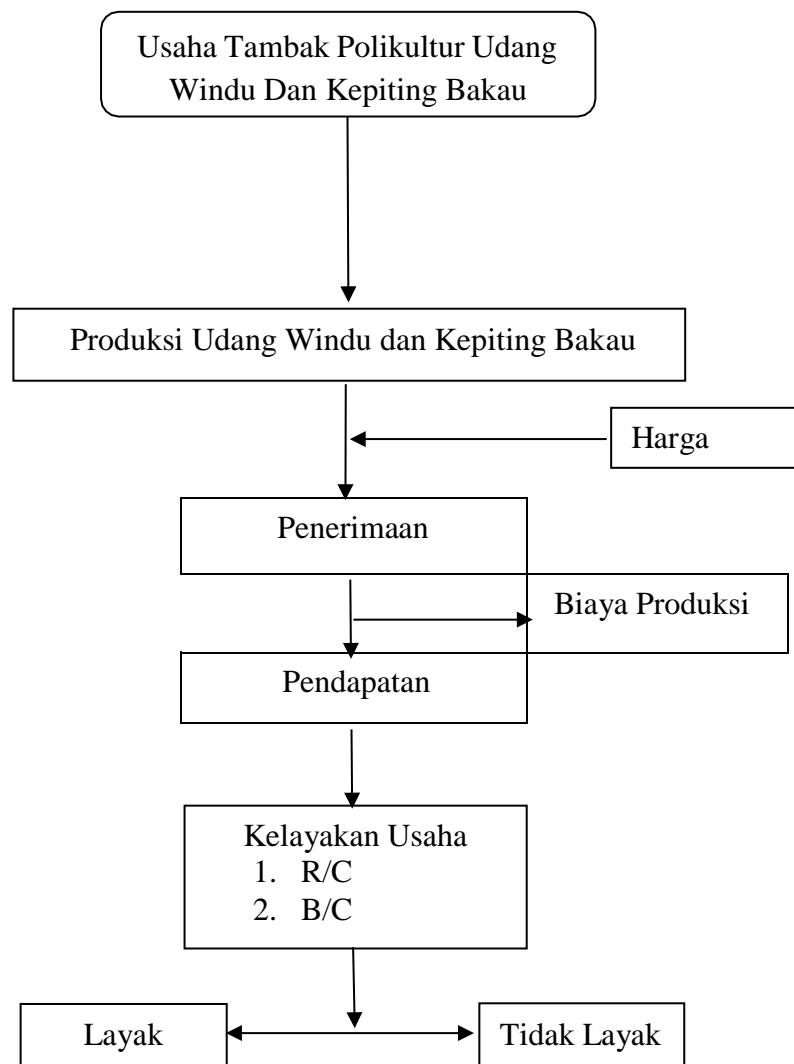 Usaha Tambak Polikultur Udang
Windu Dan Kepiting Bakau
Produksi Udang Windu dan Kepiting Bakau
Harga
Penerimaan
Biaya Produksi
Pendapatan
Kelayakan Usaha
1. R/C
2. B/C
Layak
Tidak Layak